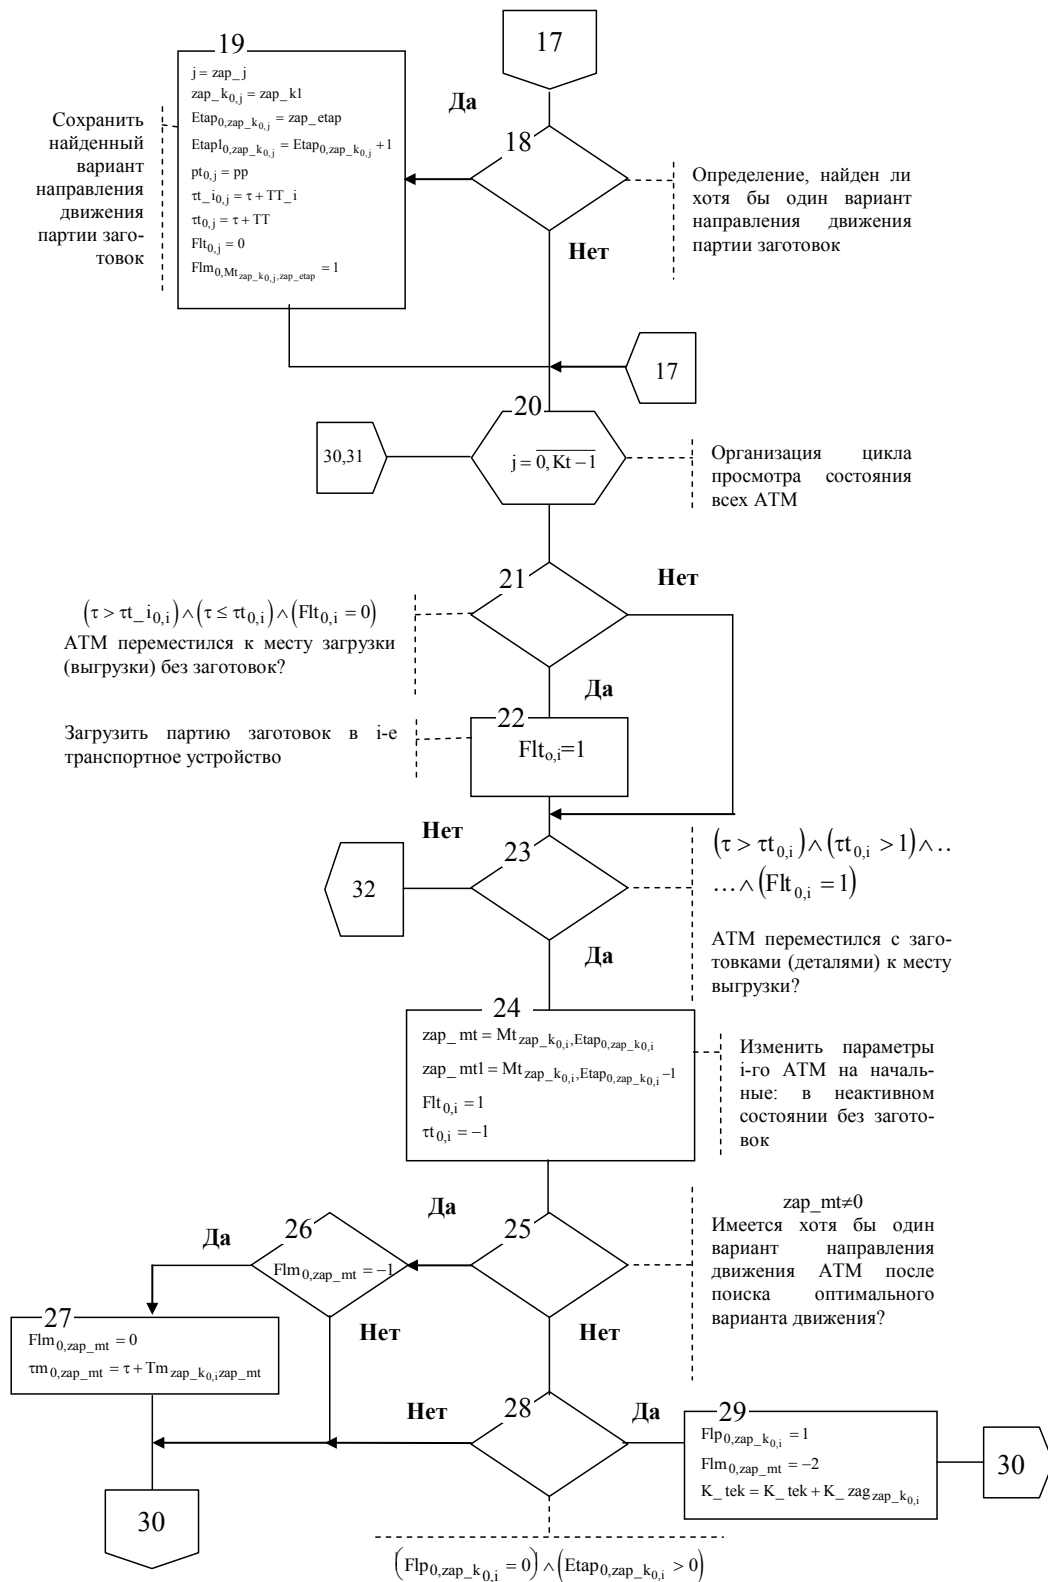 17
19
j = zap_j
zap_k0,j = zap_k1
Etap0,zap_k0,j = zap_etap
Etap10,zap_k0,j = Etap0,zap_k0,j +1
pt0,j = pp
τt_i0,j = τ + TT_i
τt0,j = τ + TT
Flt0,j = 0
Flm0,Mtzap_k0,j,zap_etap = 1
Сохранить
найденный
вариант
направления
движения
партии заго-
товок
Да
18
Определение, найден ли
хотя бы один вариант
направления движения
партии заготовок
Нет
17
20
30,31
j = 0, Kt − 1
Организация цикла
просмотра состояния
всех АТМ
21
Нет
(τ > τt_i0,i) ∧ (τ ≤ τt0,i) ∧ (Flt0,i = 0)
АТМ переместился к месту загрузки
(выгрузки) без заготовок?
Да
22
Flto,i=1
Загрузить партию заготовок в i-е
транспортное устройство
Нет
23
32
(τ > τt0,i) ∧ (τt0,i > 1) ∧ ..
... ∧ (Flt0,i = 1)
АТМ переместился с заго-
товками (деталями) к месту
выгрузки?
Да
24
zap_mt = Mtzap_k0,i,Etap0,zap_k0,i
zap_mt1 = Mtzap_k0,i,Etap0,zap_k0,i−1
Flt0,i = 1
τt0,i = −1
Изменить параметры
i-го АТМ на началь-
ные: в неактивном
состоянии без загото-
вок
Да
25
zap_mt≠0
Имеется хотя бы один
вариант направления
движения АТМ после
поиска оптимального
варианта движения?
26
Flm0,zap_mt = −1
Да
Нет
Нет
27
Flm0,zap_mt = 0
τm0,zap_mt = τ + Tmzap_k0,izap_mt
Нет
28
Да
29
Flp0,zap_k0,i = 1
Flm0,zap_mt = −2
K_tek = K_tek + K_zagzap_k0,i
30
30
(Flp0,zap_k0,i = 0) ∧ (Etap0,zap_k0,i > 0)